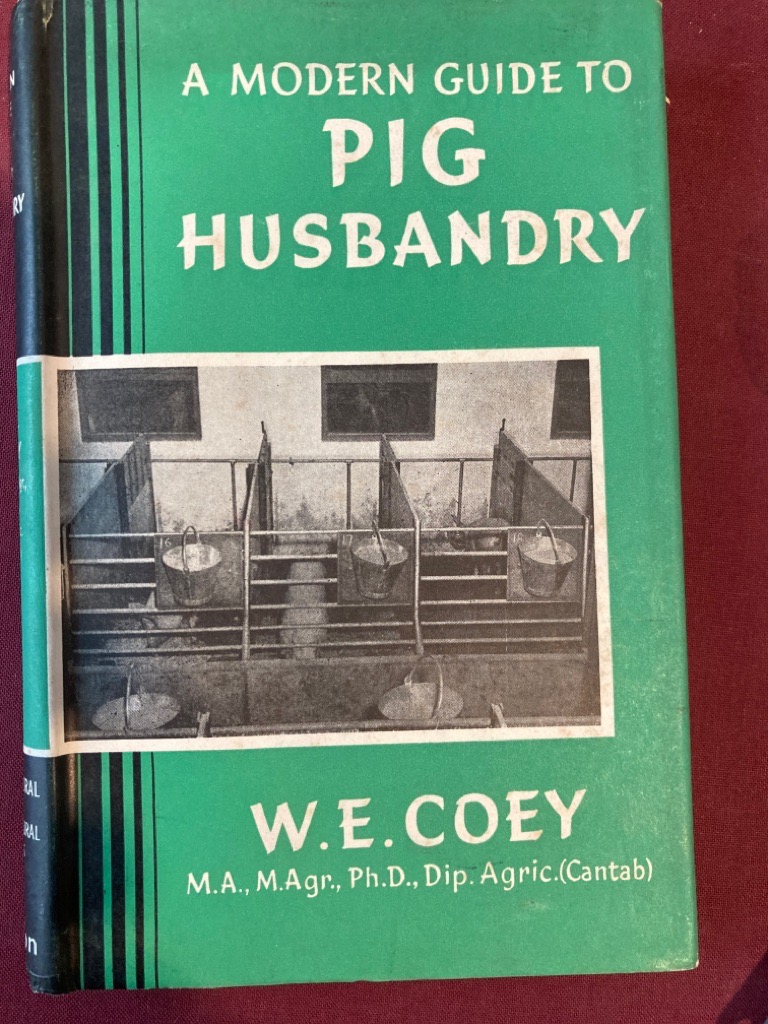 A MODERN GUIDE TO
PIG
HUSBANDRY
W.E. COEY
M.A., M.Agr., Ph.D., Dip. Agric.(Cantab)